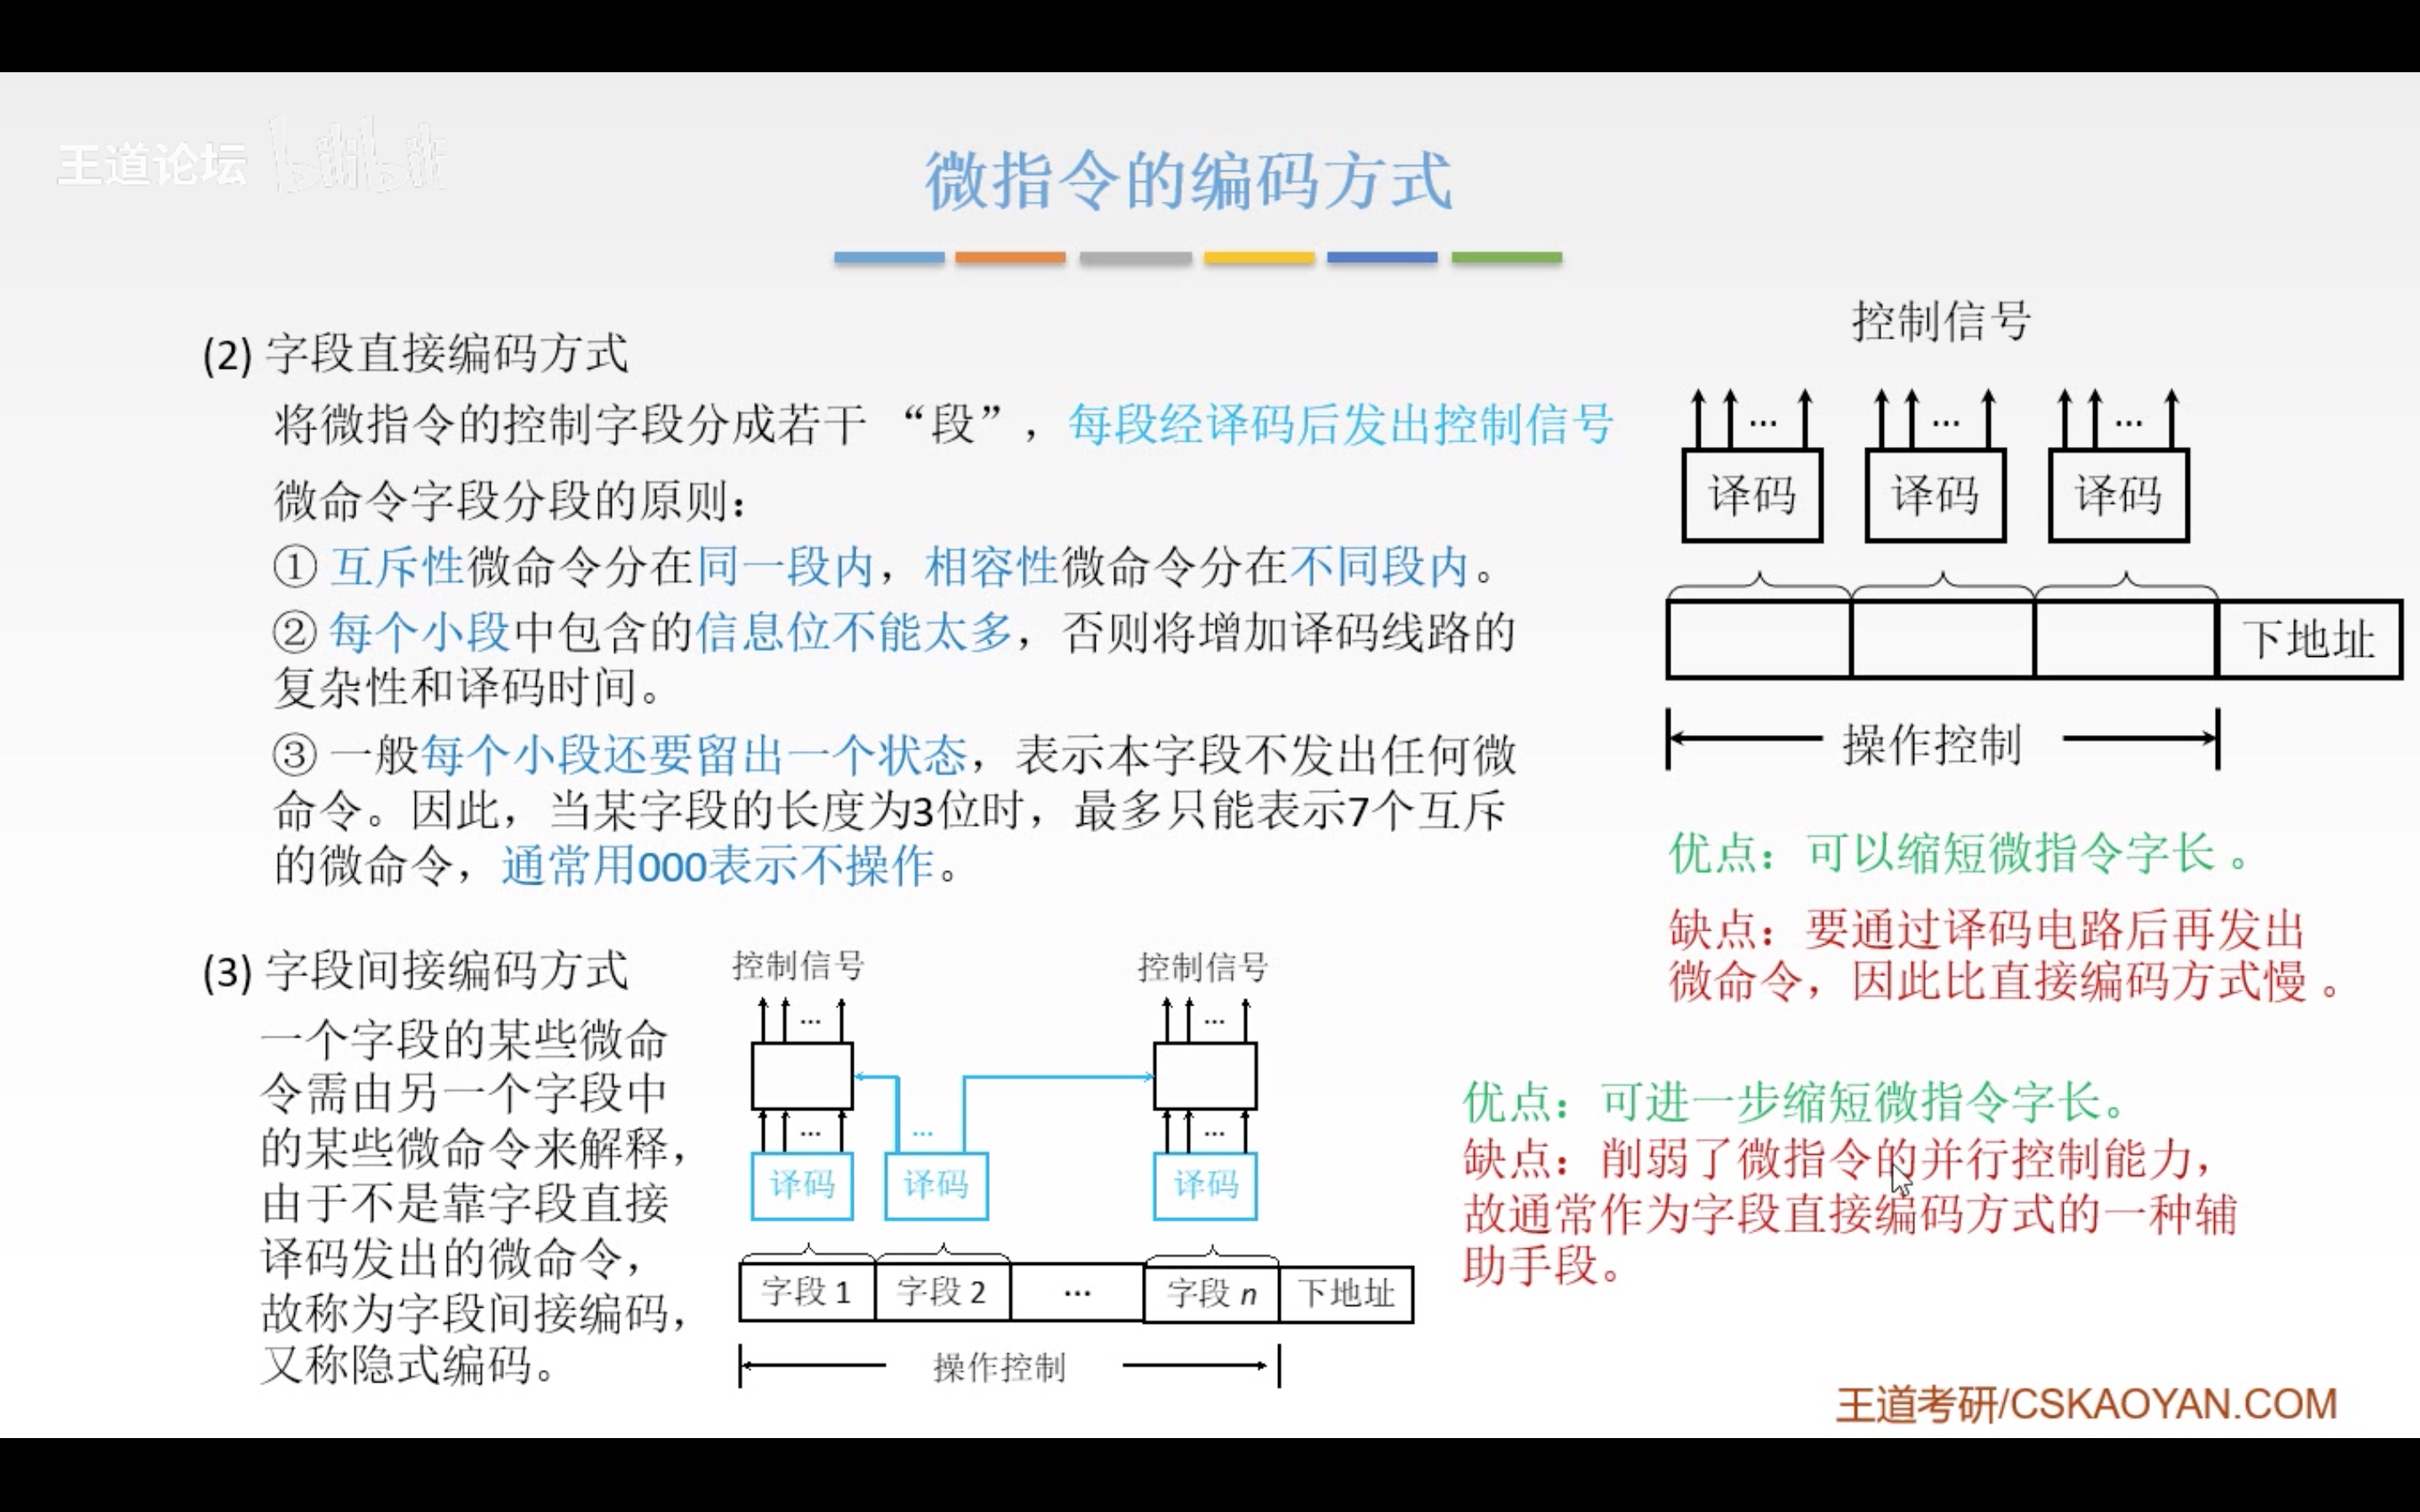 王道论坛 bilibili
微指令的编码方式
(2) 字段直接编码方式
将微指令的控制字段分成若干 “段”，每段经译码后发出控制信号
微命令字段分段的原则：
① 互斥性微命令分在同一段内，相容性微命令分在不同段内。
② 每个小段中包含的信息位不能太多，否则将增加译码线路的
复杂性和译码时间。
③ 一般每个小段还要留出一个状态，表示本字段不发出任何微
命令。因此，当某字段的长度为3位时，最多只能表示7个互斥
的微命令，通常用000表示不操作。
控制信号
... ... ...
译码 译码 译码
下地址
操作控制
优点：可以缩短微指令字长 。
缺点：要通过译码电路后再发出
微命令，因此比直接编码方式慢 。
(3) 字段间接编码方式
一个字段的某些微命
令需由另一个字段中
的某些微命令来解释，
由于不是靠字段直接
译码发出的微命令，
故称为字段间接编码，
又称隐式编码。
控制信号 控制信号
... ...
... ... ...
译码 译码 译码
字段 1 字段 2 ... 字段 n 下地址
操作控制
优点：可进一步缩短微指令字长。
缺点：削弱了微指令的并行控制能力，
故通常作为字段直接编码方式的一种辅
助手段。
王道考研/CSKAOYAN.COM